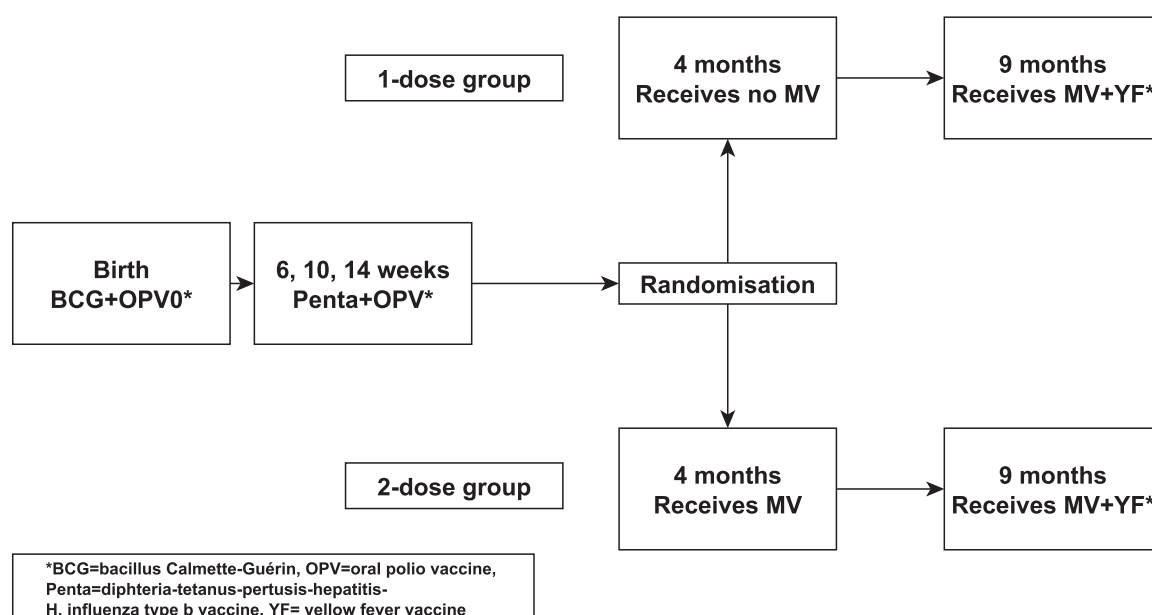 1-dose group
4 months
Receives no MV
9 months
Receives MV+YF*
Birth
BCG+OPV0*
6, 10, 14 weeks
Penta+OPV*
Randomisation
2-dose group
4 months
Receives MV
9 months
Receives MV+YF*
*BCG=bacillus Calmette-Guérin, OPV=oral polio vaccine,
Penta=diphteria-tetanus-pertusis-hepatitis-
H. influenza type b vaccine, YF= yellow fever vaccine